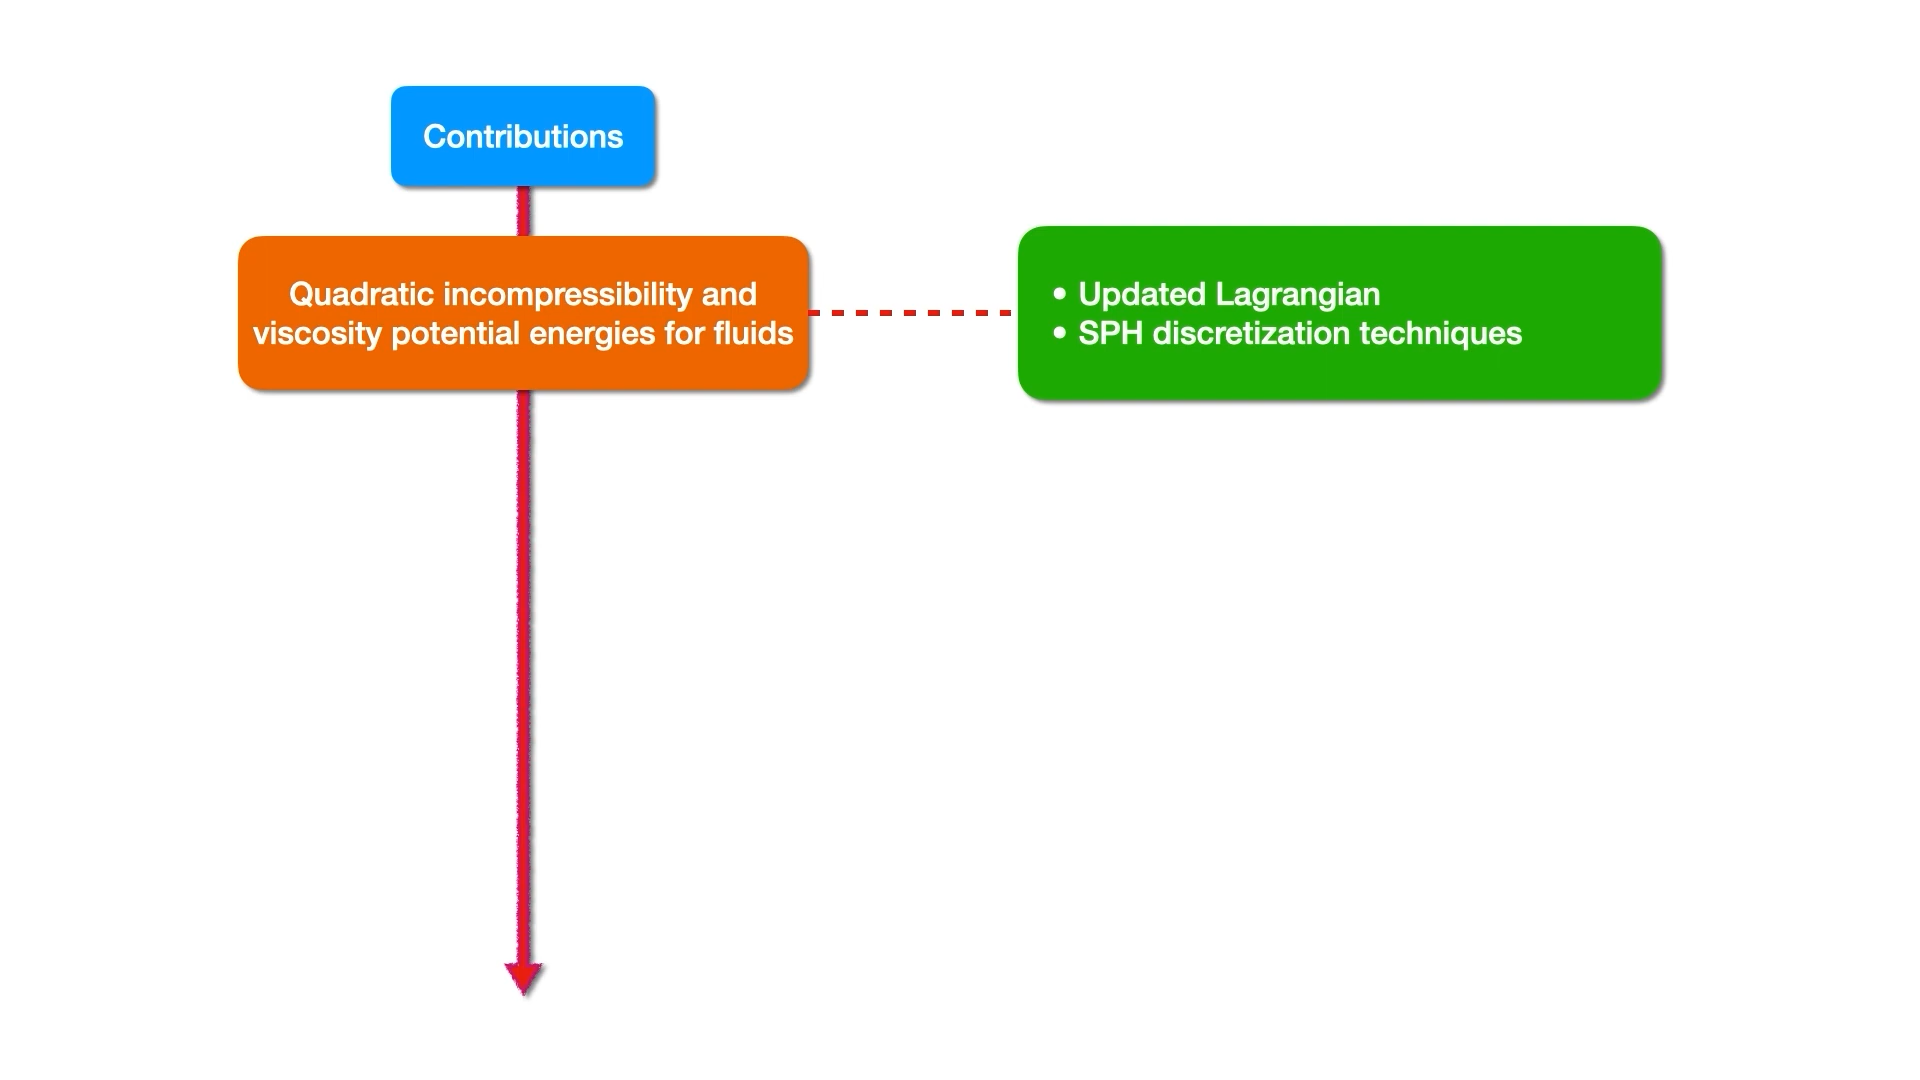 Contributions
Quadratic incompressibility and
viscosity potential energies for fluids
• Updated Lagrangian
• SPH discretization techniques